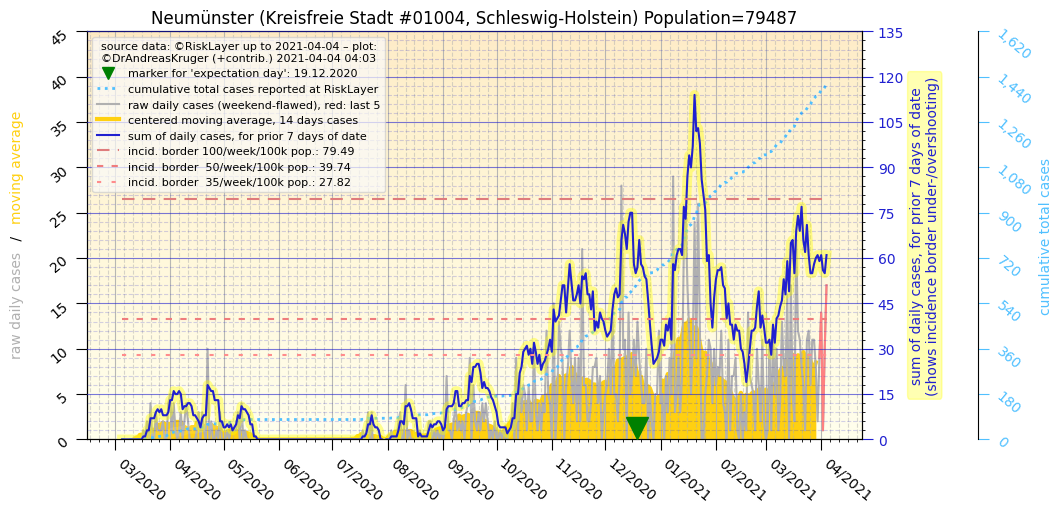 Neumünster (Kreisfreie Stadt #01004, Schleswig-Holstein) Population=79487
source data: ©RiskLayer up to 2021-04-04 – plot:
©DrAndreasKruger (+contrib.) 2021-04-04 04:03
marker for 'expectation day': 19.12.2020
cumulative total cases reported at RiskLayer
raw daily cases (weekend-flawed), red: last 5
centered moving average, 14 days cases
sum of daily cases, for prior 7 days of date
incid. border 100/week/100k pop.: 79.49
incid. border  50/week/100k pop.: 39.74
incid. border  35/week/100k pop.: 27.82
raw daily cases / moving average
45
40
35
30
25
20
15
10
5
0
135
120
105
90
75
60
45
30
15
0
sum of daily cases, for prior 7 days of date
(shows incidence border under-/overshooting)
1,620
1,440
1,260
1,080
900
720
540
360
180
0
cumulative total cases
03/2020
04/2020
05/2020
06/2020
07/2020
08/2020
09/2020
10/2020
11/2020
12/2020
01/2021
02/2021
03/2021
04/2021